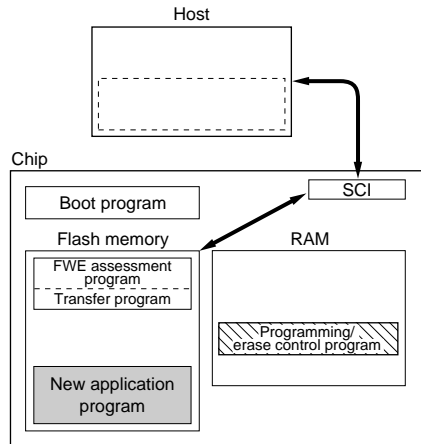 Host
Chip
SCI
Boot program
Flash memory
RAM
FWE assessment
program
Transfer program
Programming/
erase control program
New application
program